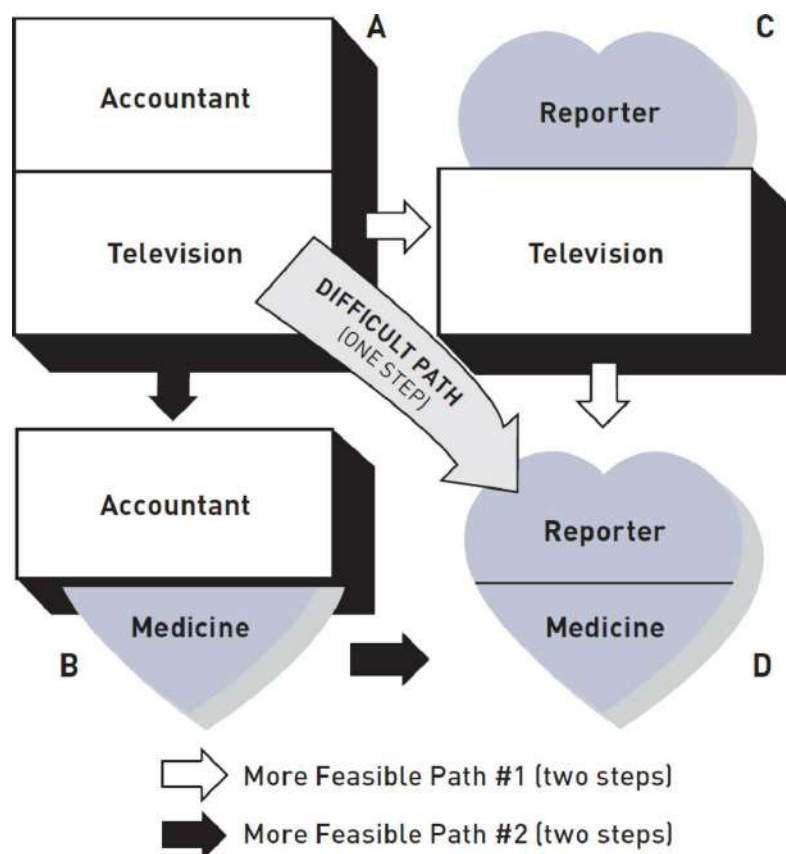 A
Accountant
Television
C
Reporter
Television
DIFFICULT PATH
(ONE STEP)
Accountant
Medicine
B
Reporter
Medicine
D
More Feasible Path #1 (two steps)
More Feasible Path #2 (two steps)